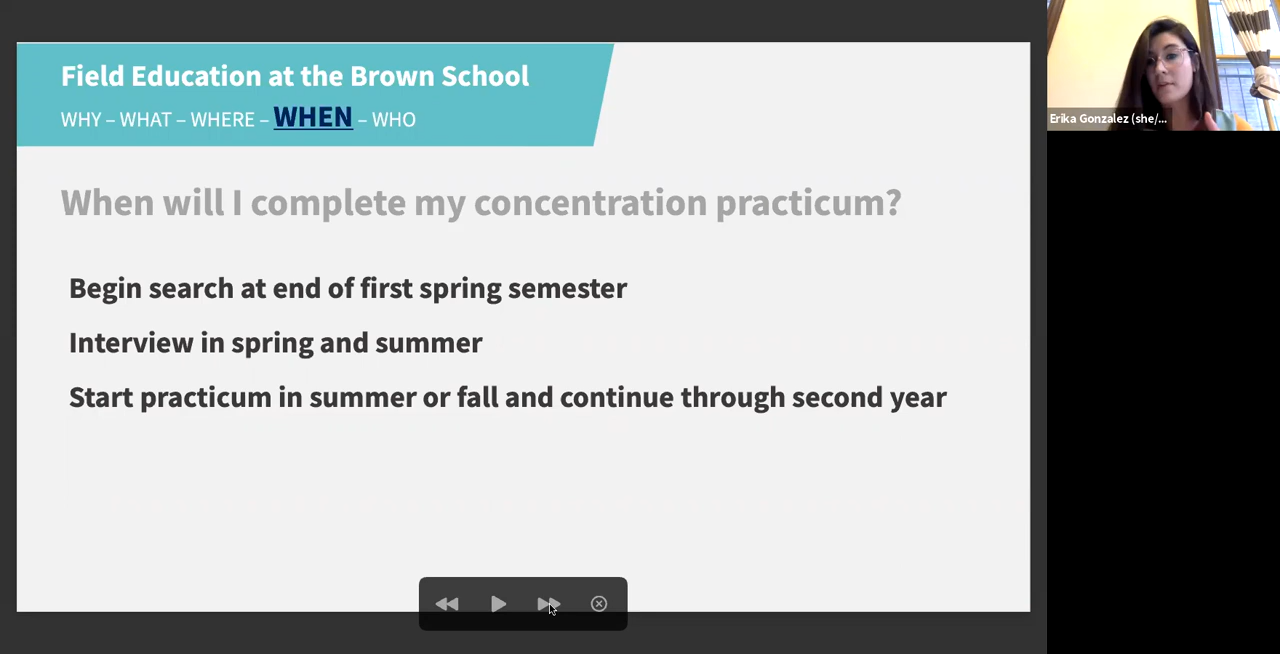 Field Education at the Brown School
WHY – WHAT – WHERE – WHEN – WHO
When will I complete my concentration practicum?
Begin search at end of first spring semester
Interview in spring and summer
Start practicum in summer or fall and continue through second year
Erika Gonzalez (she/...